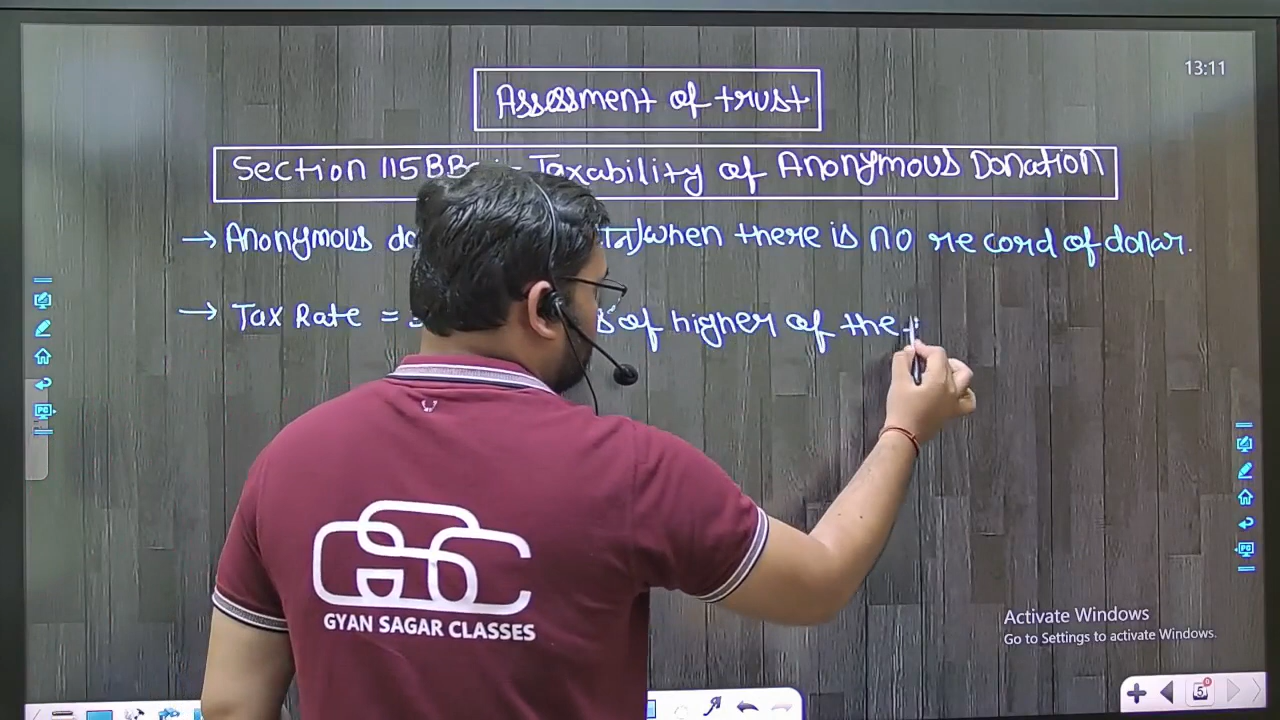 13:11
Assessment of trust
Section 115BB Taxability of Anonymous Donation
→ Anonymous when there is no record of donar.
→ Tax Rate = of higher of the
GYAN SAGAR CLASSES
Activate Windows
Go to Settings to activate Windows.
5